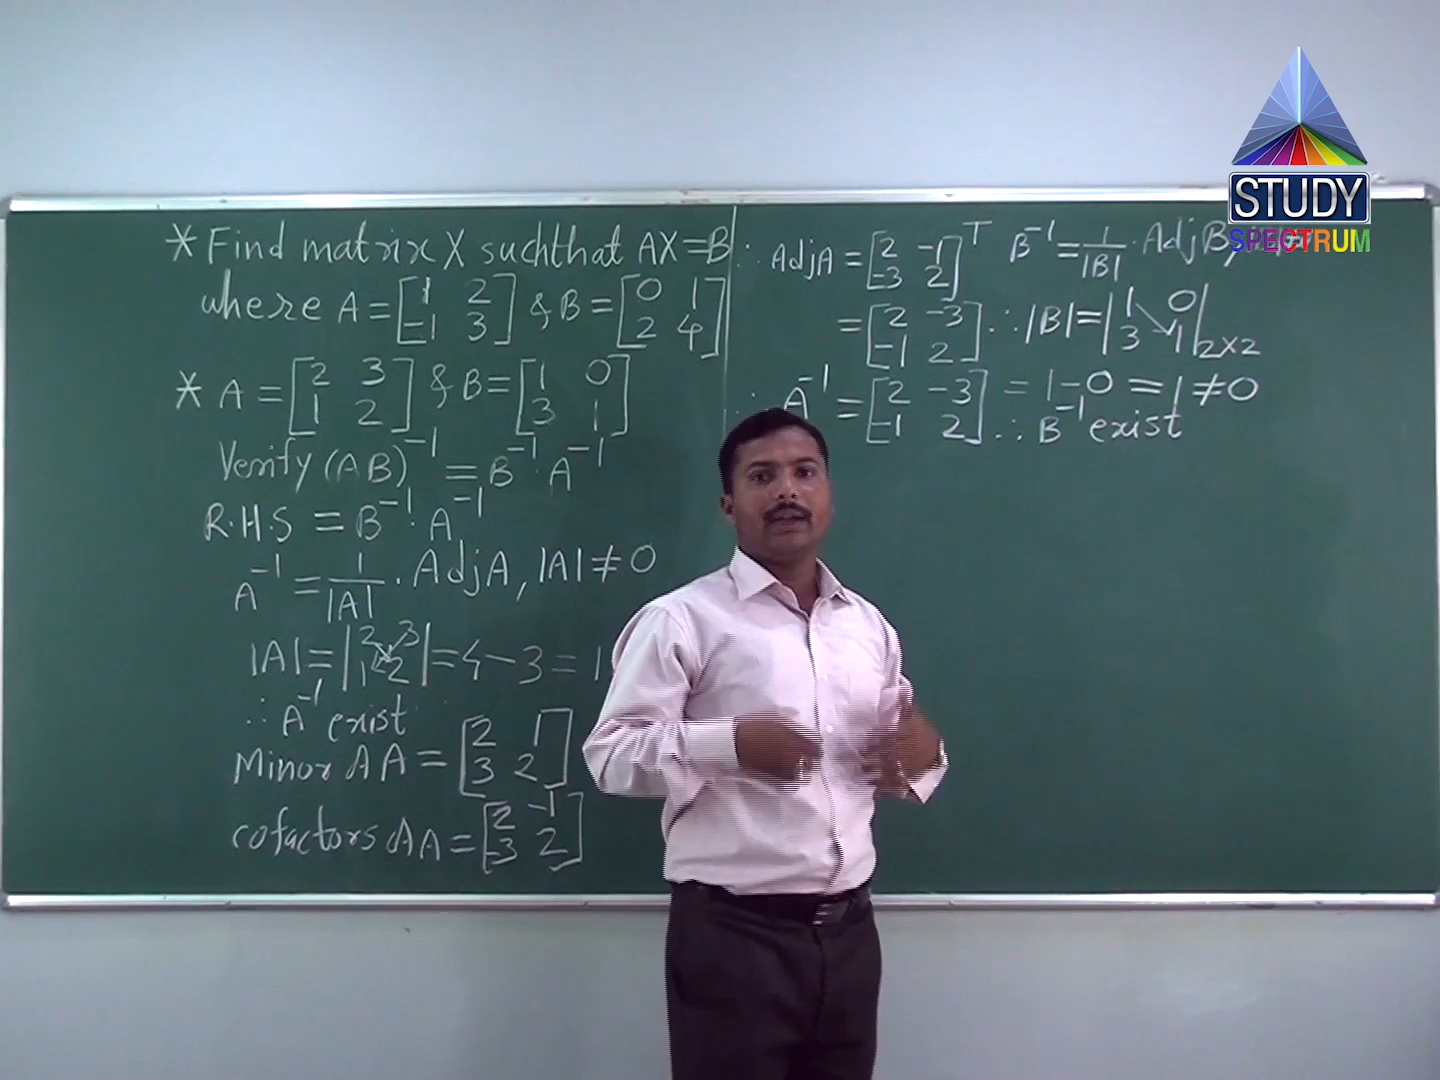 * Find matrix X such that AX = B
where A = [1 2 -1 3] & B = [0 1 2 4]
* A = [2 3 1 2] & B = [1 0 3 1]
Verify (AB)⁻¹ = B⁻¹ · A⁻¹
R.H.S = B⁻¹ · A⁻¹
A⁻¹ = 1/|A| · AdjA, |A| ≠ 0
|A| = |2 3 1 2| = 4 - 3 = 1
∴ A⁻¹ exist
Minor A A = [2 1 3 2]
cofactors A A = [2 -1 -3 2]
∴ AdjA = [2 -1 -3 2]ᵀ
= [2 -3 -1 2]
∴ A⁻¹ = [2 -3 -1 2]
B⁻¹ = 1/|B| · AdjB,
∴ |B| = |1 0 3 1| 2×2
= 1 - 0 = 1 ≠ 0
∴ B⁻¹ exist
STUDY
SPECTRUM